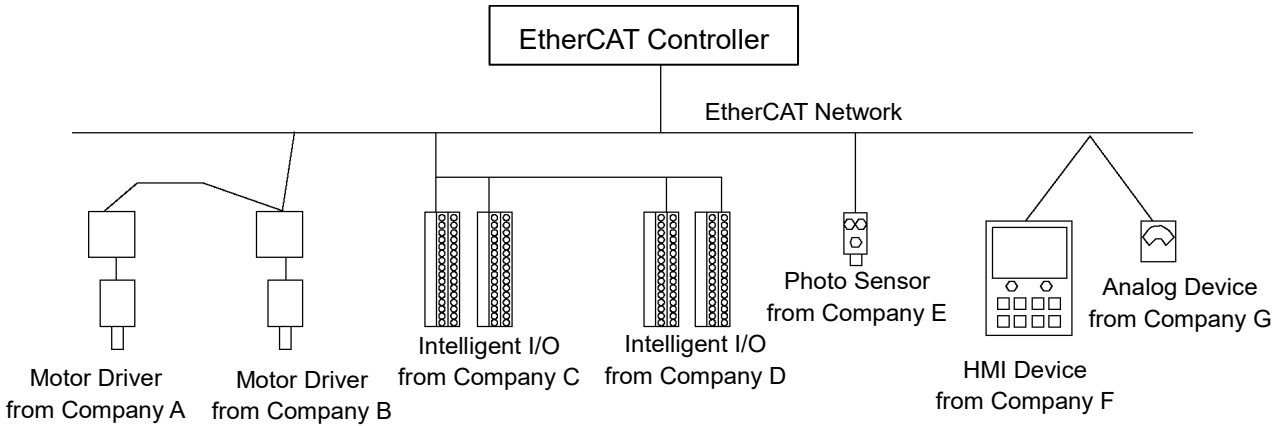 EtherCAT Controller
EtherCAT Network
Motor Driver
from Company A
Motor Driver
from Company B
Intelligent I/O
from Company C
Intelligent I/O
from Company D
Photo Sensor
from Company E
HMI Device
from Company F
Analog Device
from Company G